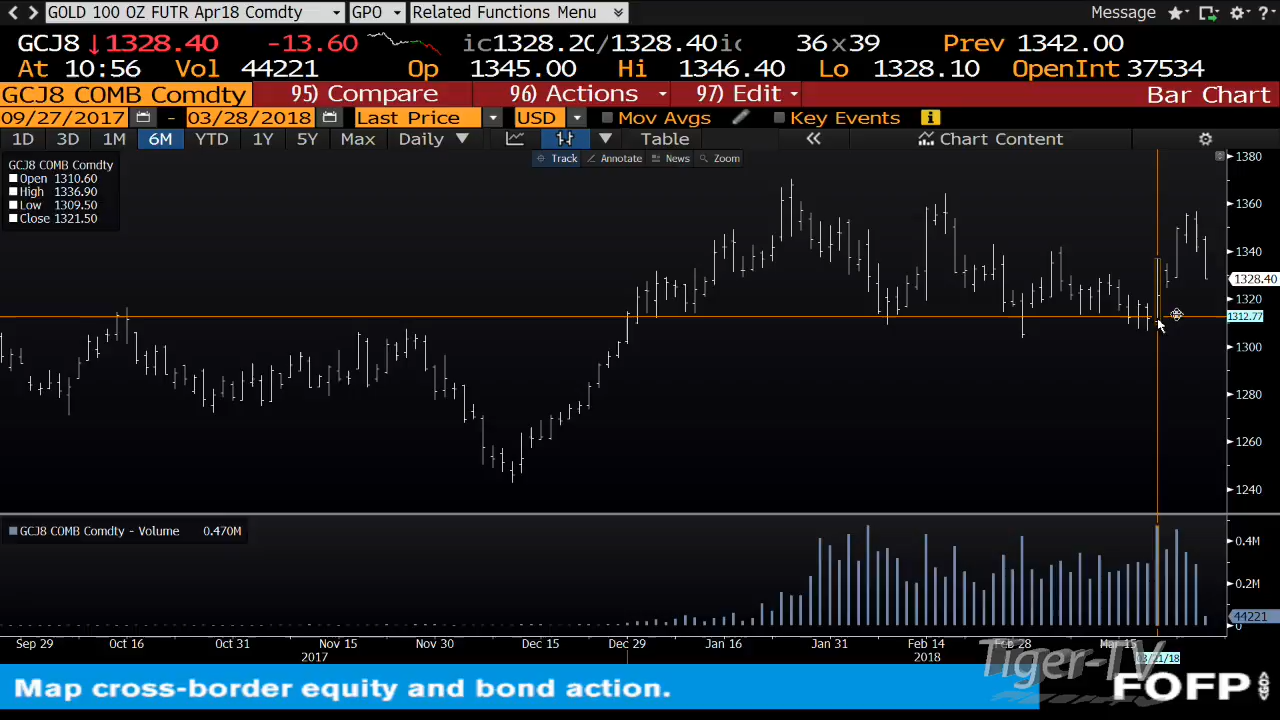 GOLD 100 OZ FUTR Apr18 Comdty GPO Related Functions Menu Message ?
GCJ8 ↓1328.40 -13.60 ic1328.20/1328.40ic 36x39 Prev 1342.00
At 10:56 Vol 44221 Op 1345.00 Hi 1346.40 Lo 1328.10 OpenInt 37534
GCJ8 COMB Comdty 95) Compare 96) Actions 97) Edit Bar Chart
09/27/2017 - 03/28/2018 Last Price USD Mov Avgs Key Events i
1D 3D 1M 6M YTD 1Y 5Y Max Daily ▼ Table « Chart Content
Track Annotate News Zoom
GCJ8 COMB Comdty
Open 1310.60
High 1336.90
Low 1309.50
Close 1321.50
1380
1360
1340
1328.40
1320
1312.77
1300
1280
1260
1240
GCJ8 COMB Comdty - Volume 0.470M
0.4M
0.2M
44221
0
Sep 29 Oct 16 Oct 31 Nov 15 Nov 30 Dec 15 Dec 29 Jan 16 Jan 31 Feb 14 Feb 28 Mar 15
2017 2018 03/21/18
Tiger-TV
Map cross-border equity and bond action.
FOFP